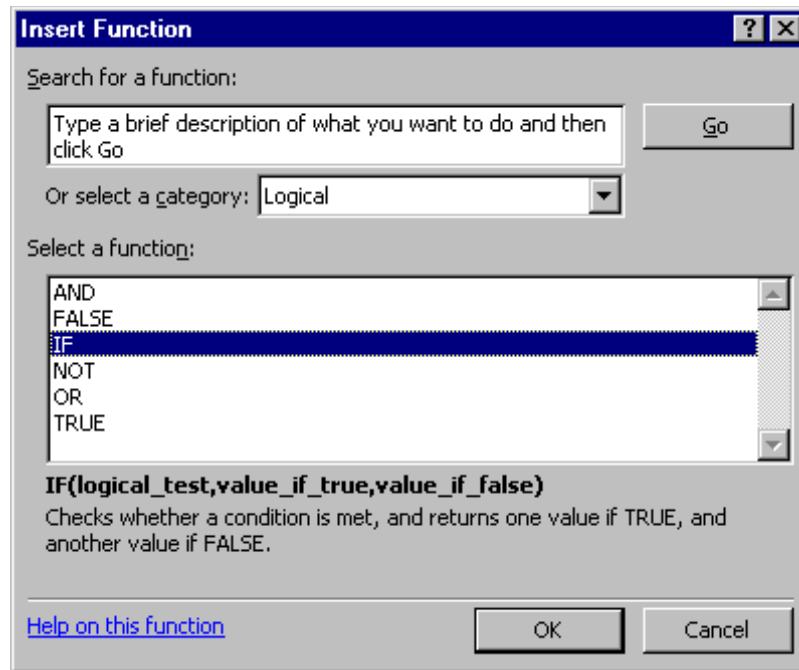 Insert Function
Search for a function:
Type a brief description of what you want to do and then
click Go
Go
Or select a category: Logical
Select a function:
AND
FALSE
IF
NOT
OR
TRUE
IF(logical_test,value_if_true,value_if_false)
Checks whether a condition is met, and returns one value if TRUE, and
another value if FALSE.
Help on this function
OK
Cancel